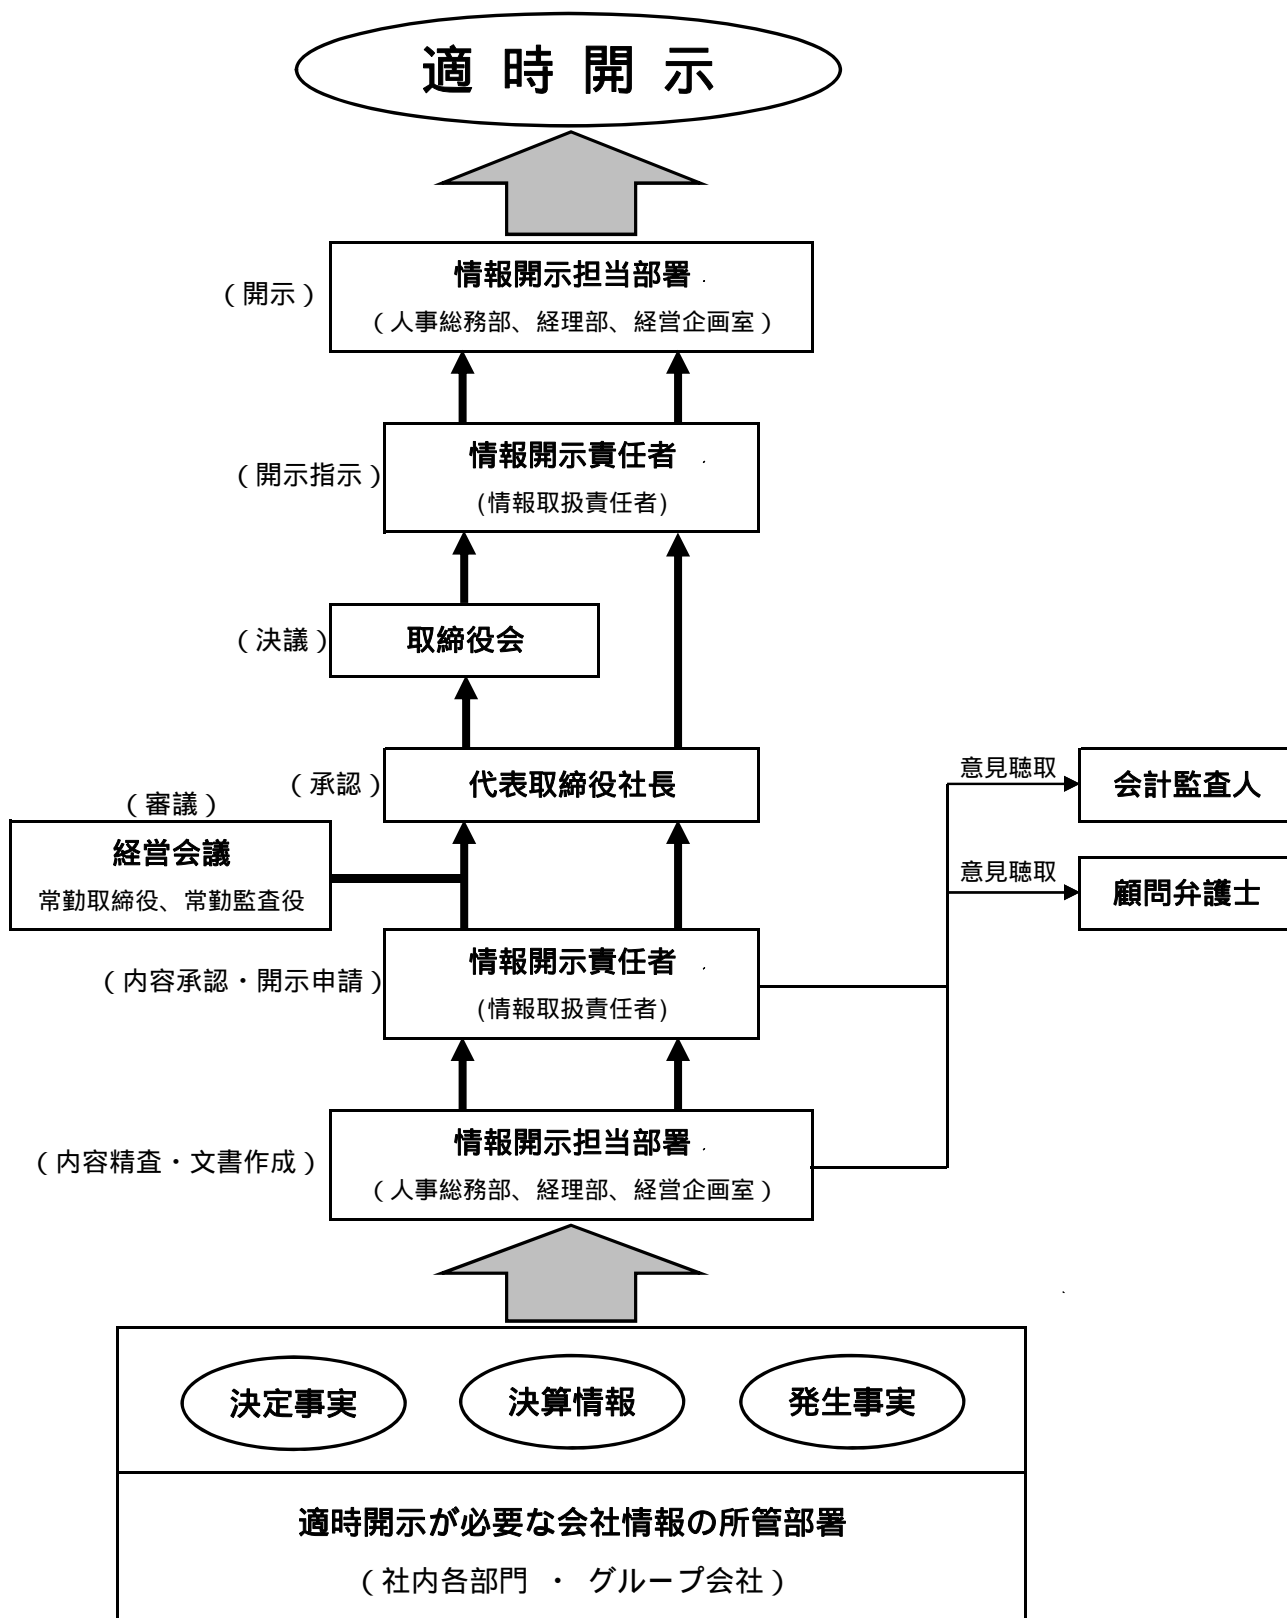 適 時 開 示
（開示）
情報開示担当部署
（人事総務部、経理部、経営企画室）
（開示指示）
情報開示責任者
(情報取扱責任者)
（決議）
取締役会
（承認）
代表取締役社長
（審議）
経営会議
常勤取締役、常勤監査役
意見聴取
会計監査人
意見聴取
顧問弁護士
（内容承認・開示申請）
情報開示責任者
(情報取扱責任者)
（内容精査・文書作成）
情報開示担当部署
（人事総務部、経理部、経営企画室）
決定事実
決算情報
発生事実
適時開示が必要な会社情報の所管部署
（社内各部門 ・ グループ会社）